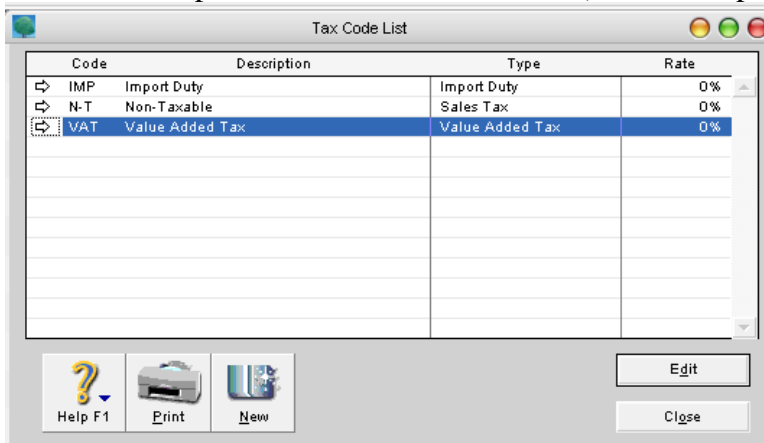 Tax Code List
Code Description Type Rate
IMP Import Duty Import Duty 0%
N-T Non-Taxable Sales Tax 0%
VAT Value Added Tax Value Added Tax 0%
Edit
Help F1 Print New
Close